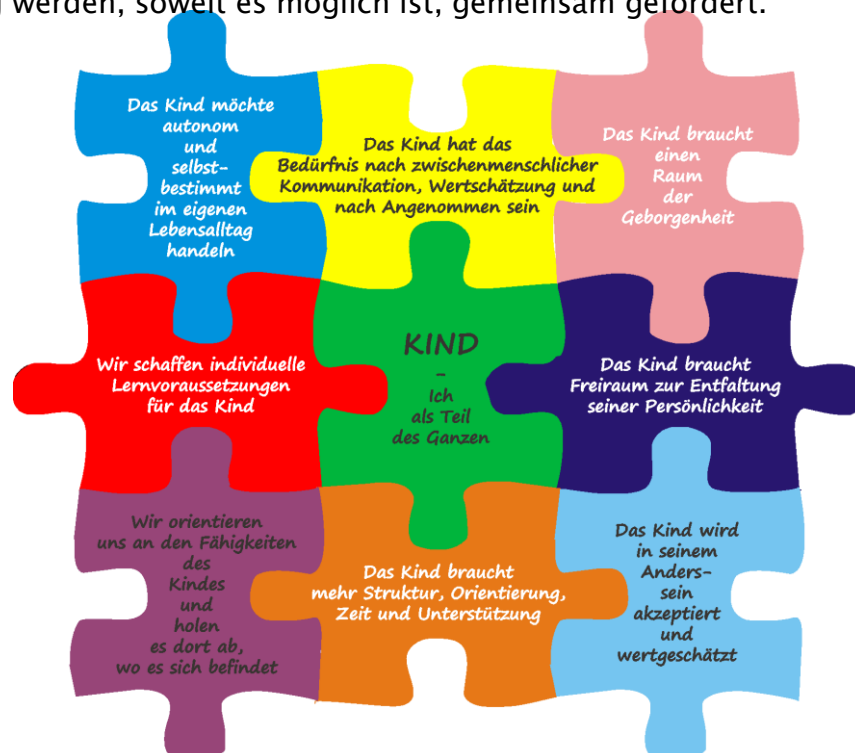 werden, soweit es möglich ist, gemeinsam gefördert.
Das Kind möchte
autonom
und
selbst-
bestimmt
im eigenen
Lebensalltag
handeln
Das Kind hat das
Bedürfnis nach zwischenmenschlicher
Kommunikation, Wertschätzung und
nach Angenommen sein
Das Kind braucht
einen
Raum
der
Geborgenheit
Wir schaffen individuelle
Lernvoraussetzungen
für das Kind
KIND
-
Ich
als Teil
des Ganzen
Das Kind braucht
Freiraum zur Entfaltung
seiner Persönlichkeit
Wir orientieren
uns an den Fähigkeiten
des
Kindes
und
holen
es dort ab,
wo es sich befindet
Das Kind braucht
mehr Struktur, Orientierung,
Zeit und Unterstützung
Das Kind wird
in seinem
Anders-
sein
akzeptiert
und
wertgeschätzt